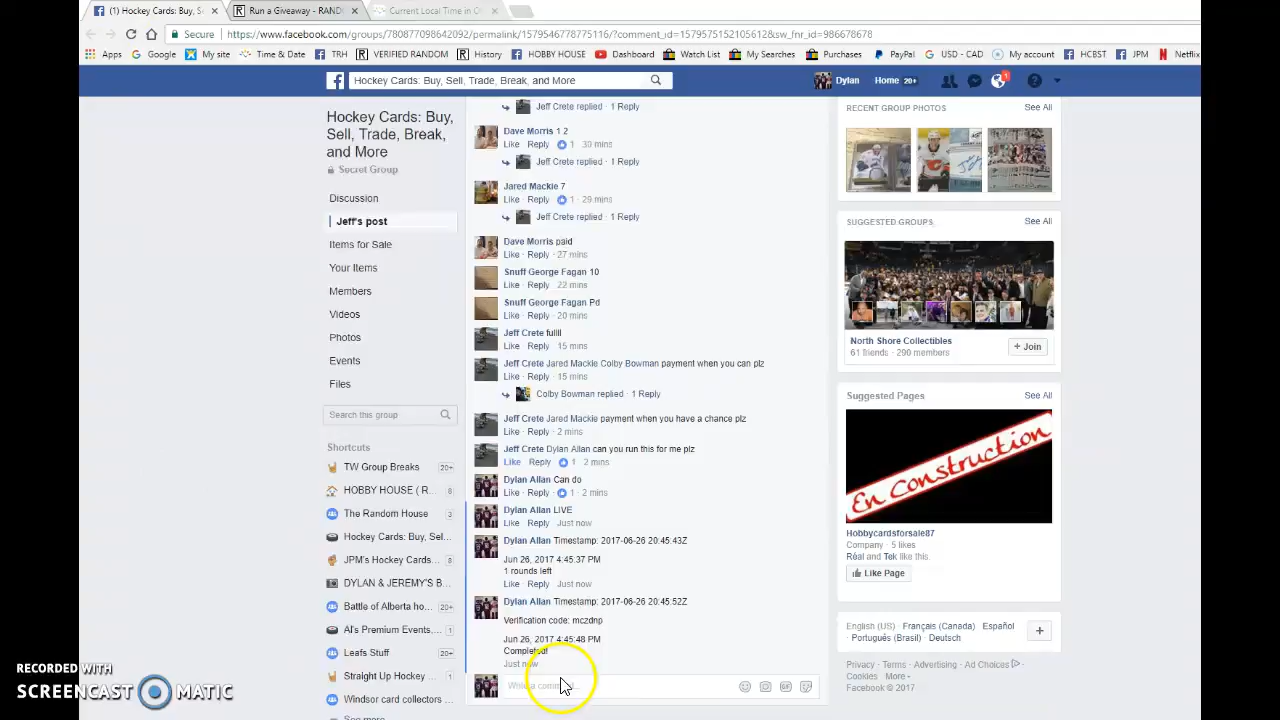 (1) Hockey Cards: Buy, S
Run a Giveaway - RAND
Current Local Time in O
Secure https://www.facebook.com/groups/780877098642092/permalink/1579546778775116/?comment_id=1579575152105612&sw_fnr_id=986678678
Apps Google My site Time & Date TRH VERIFIED RANDOM History HOBBY HOUSE Dashboard Watch List My Searches Purchases PayPal USD - CAD My account HCBST JPM Netflix
Hockey Cards: Buy, Sell, Trade, Break, and More
Dylan Home 20+ 1
Hockey Cards: Buy, Sell, Trade, Break, and More
Secret Group
Discussion
Jeff's post
Items for Sale
Your Items
Members
Videos
Photos
Events
Files
Search this group
Shortcuts
TW Group Breaks 20+
HOBBY HOUSE ( R... 8
The Random House 3
Hockey Cards: Buy, Sel...
JPM's Hockey Cards... 8
DYLAN & JEREMY'S B...
Battle of Alberta ho... 20+
Al's Premium Events.... 1
Leafs Stuff 20+
Straight Up Hockey ... 1
Windsor card collectors ...
See more
Jeff Crete replied · 1 Reply
Dave Morris 1 2
Like · Reply · 1 · 30 mins
Jeff Crete replied · 1 Reply
Jared Mackie 7
Like · Reply · 1 · 29 mins
Jeff Crete replied · 1 Reply
Dave Morris paid
Like · Reply · 27 mins
Snuff George Fagan 10
Like · Reply · 22 mins
Snuff George Fagan Pd
Like · Reply · 20 mins
Jeff Crete fullll
Like · Reply · 15 mins
Jeff Crete Jared Mackie Colby Bowman payment when you can plz
Like · Reply · 15 mins
Colby Bowman replied · 1 Reply
Jeff Crete Jared Mackie payment when you have a chance plz
Like · Reply · 2 mins
Jeff Crete Dylan Allan can you run this for me plz
Like · Reply · 1 · 2 mins
Dylan Allan Can do
Like · Reply · 1 · 2 mins
Dylan Allan LIVE
Like · Reply · Just now
Dylan Allan Timestamp: 2017-06-26 20:45:43Z
Jun 26, 2017 4:45:37 PM
1 rounds left
Like · Reply · Just now
Dylan Allan Timestamp: 2017-06-26 20:45:52Z
Verification code: mczdnp
Jun 26, 2017 4:45:48 PM
Completed!
Just now
Write a comment...
RECENT GROUP PHOTOS See All
SUGGESTED GROUPS See All
North Shore Collectibles
61 friends · 290 members
+ Join
Suggested Pages See All
En Construction
Hobbycardsforsale87
Company · 5 likes
Réal and Tek like this.
Like Page
English (US) · Français (Canada) · Español · Português (Brasil) · Deutsch
Privacy · Terms · Advertising · Ad Choices · Cookies · More
Facebook © 2017
RECORDED WITH
SCREENCAST MATIC